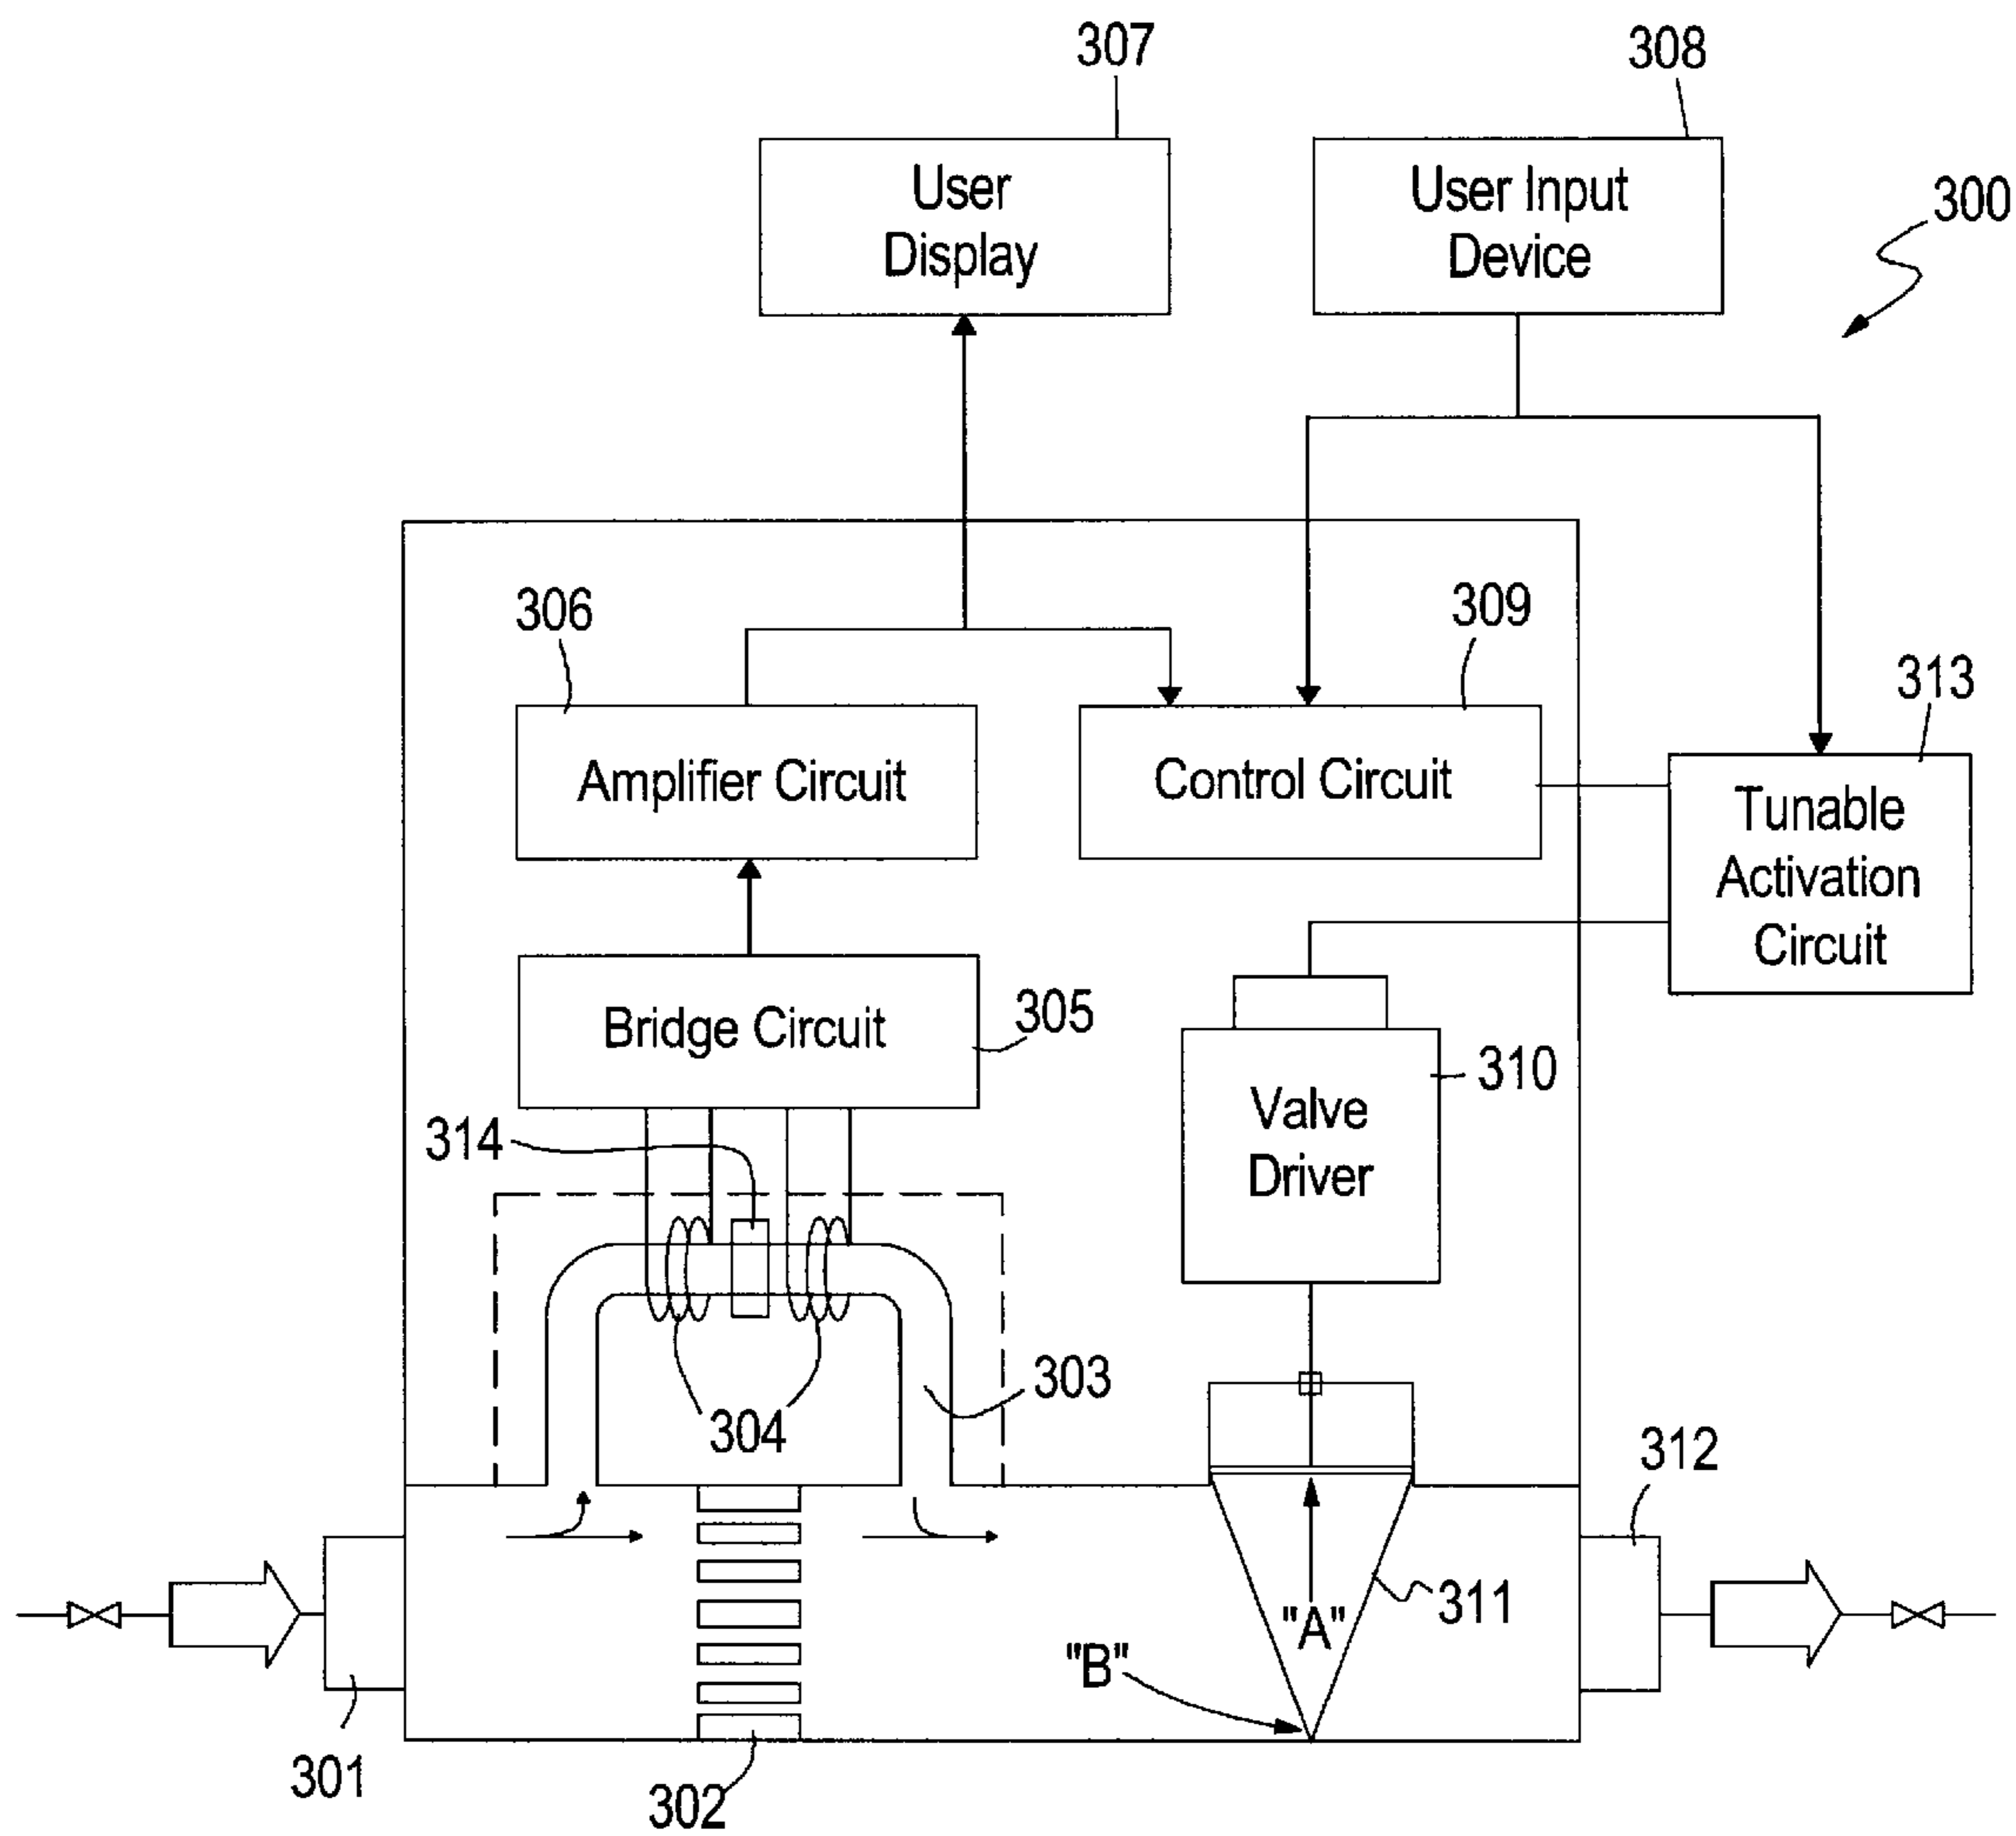 307
308
User
Display
User Input
Device
300
306
309
313
Amplifier Circuit
Control Circuit
Tunable
Activation
Circuit
Bridge Circuit
305
310
Valve
Driver
314
303
304
312
311
"A"
"B"
301
302